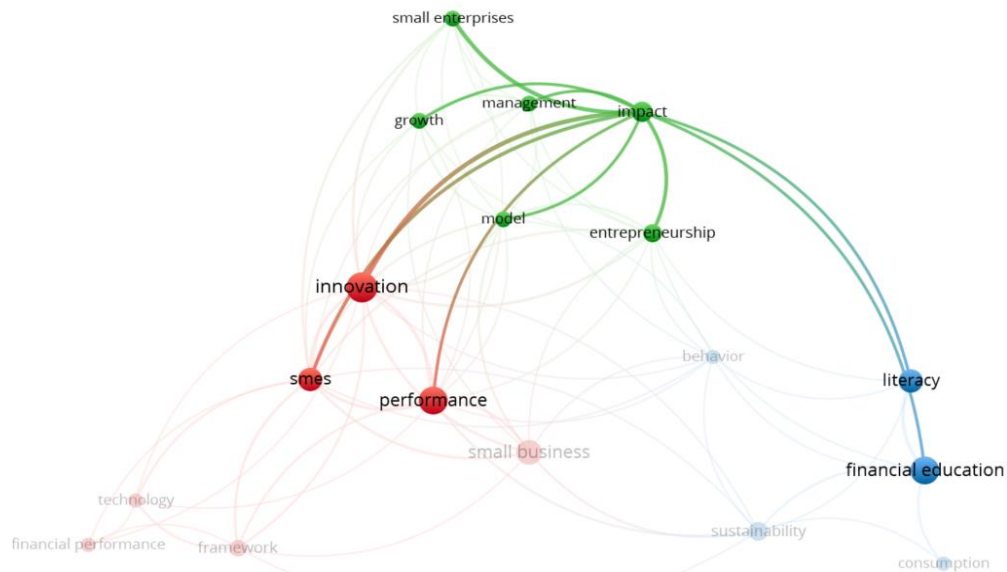 small enterprises
management
impact
growth
model
entrepreneurship
innovation
behavior
smes
literacy
performance
small business
financial education
technology
sustainability
financial performance
framework
consumption